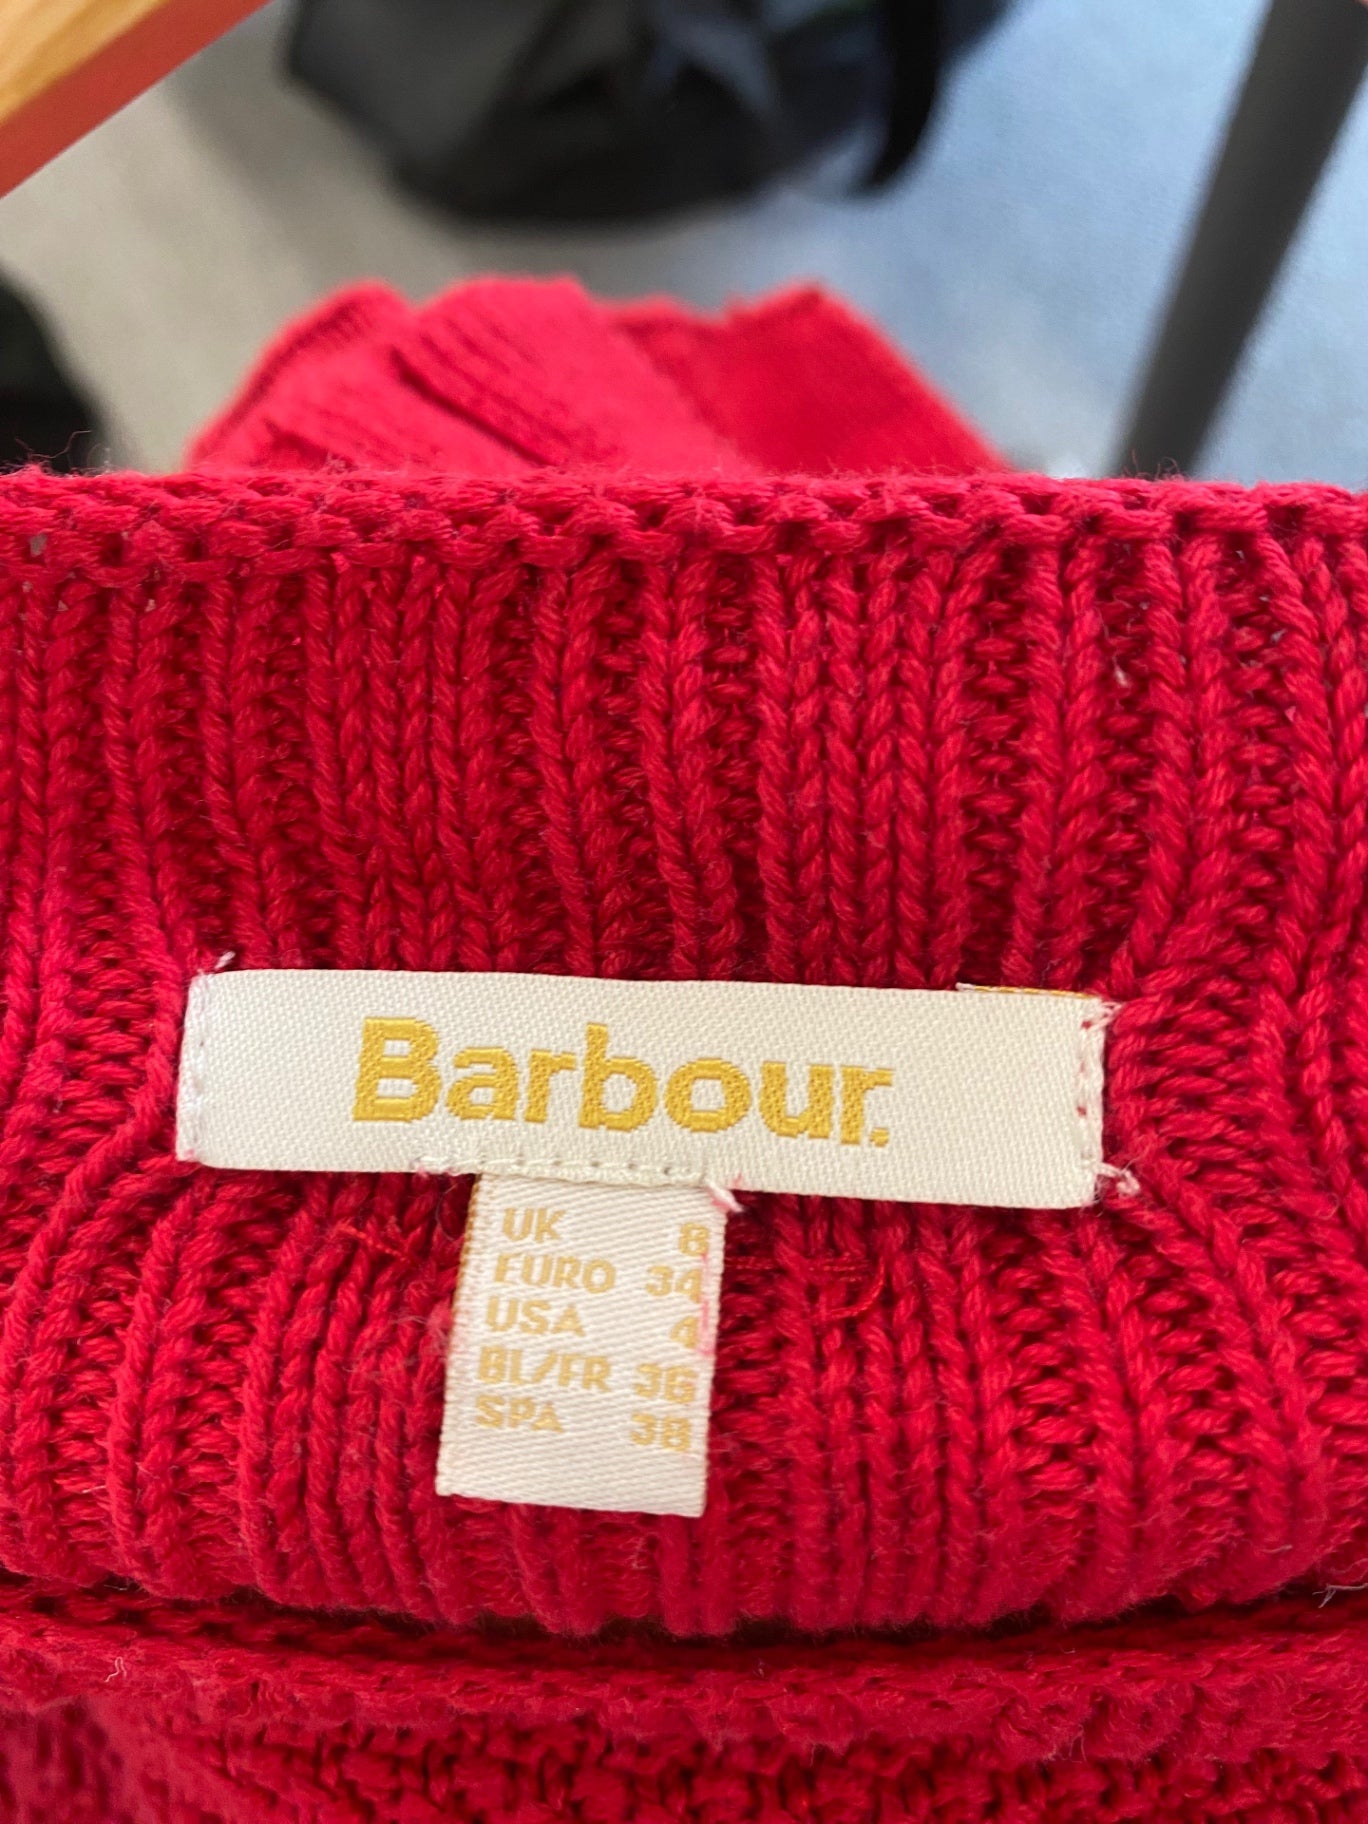 Barbour.
UK 8
EURO 34
USA 4
BL/FR 36
SPA 38